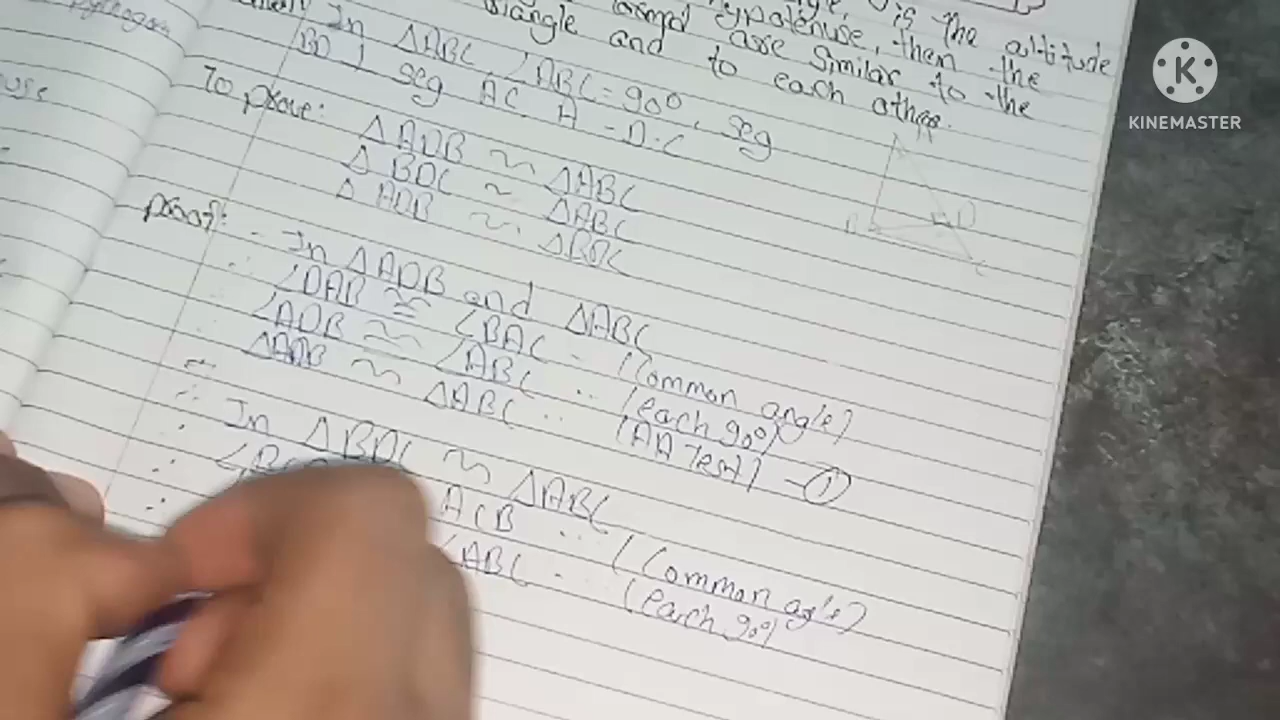 is the altitude
hypotenuse, then the
are similar to the
triangle and to each other.
In △ABC, ∠ABC = 90°, seg
BD ⊥ seg AC A-D-C
To prove: △ADB ~ △ABC
△BDC ~ △ABC
△ADB ~ △BDC
proof: - In △ADB and △ABC
∠DAB ≅ ∠BAC - (Common angle)
∠ADB ≅ ∠ABC .. (each 90°)
△ADB ~ △ABC .. (AA Test) - ①
∴ In △BDC ~ △ABC
ACB ... (Common agle)
∠ABC - (each 90°)
A
B
D
C
K
KINEMASTER